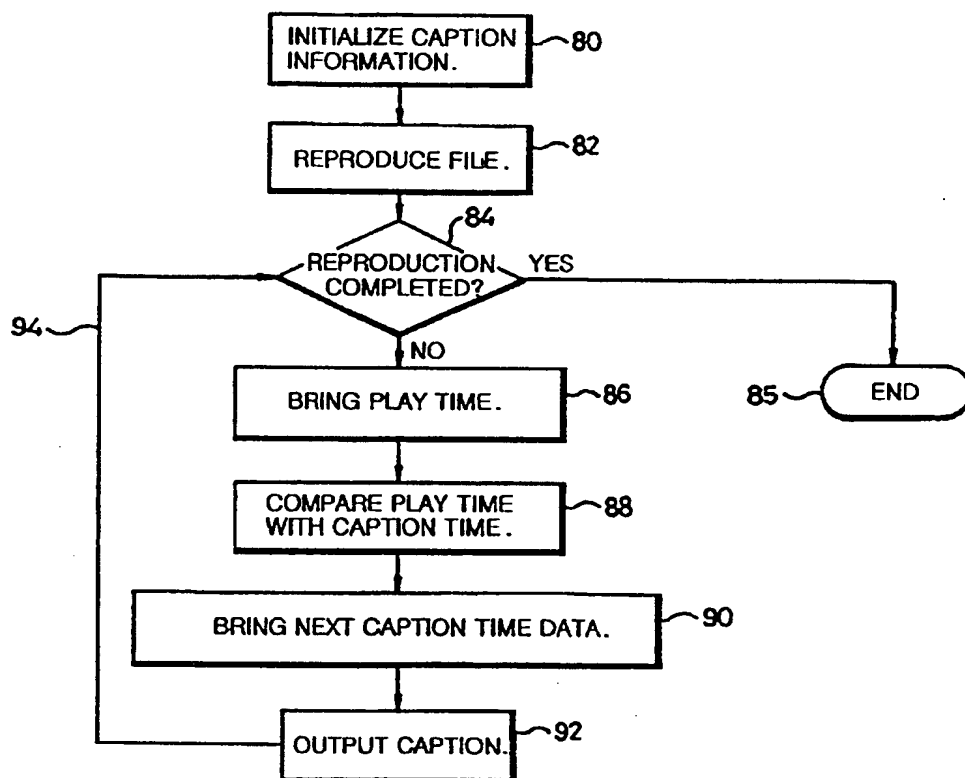 INITIALIZE CAPTION
INFORMATION.
80
REPRODUCE FILE.
82
84
REPRODUCTION
COMPLETED?
YES
94
NO
BRING PLAY TIME.
86
85
END
COMPARE PLAY TIME
WITH CAPTION TIME.
88
BRING NEXT CAPTION TIME DATA.
90
OUTPUT CAPTION.
92